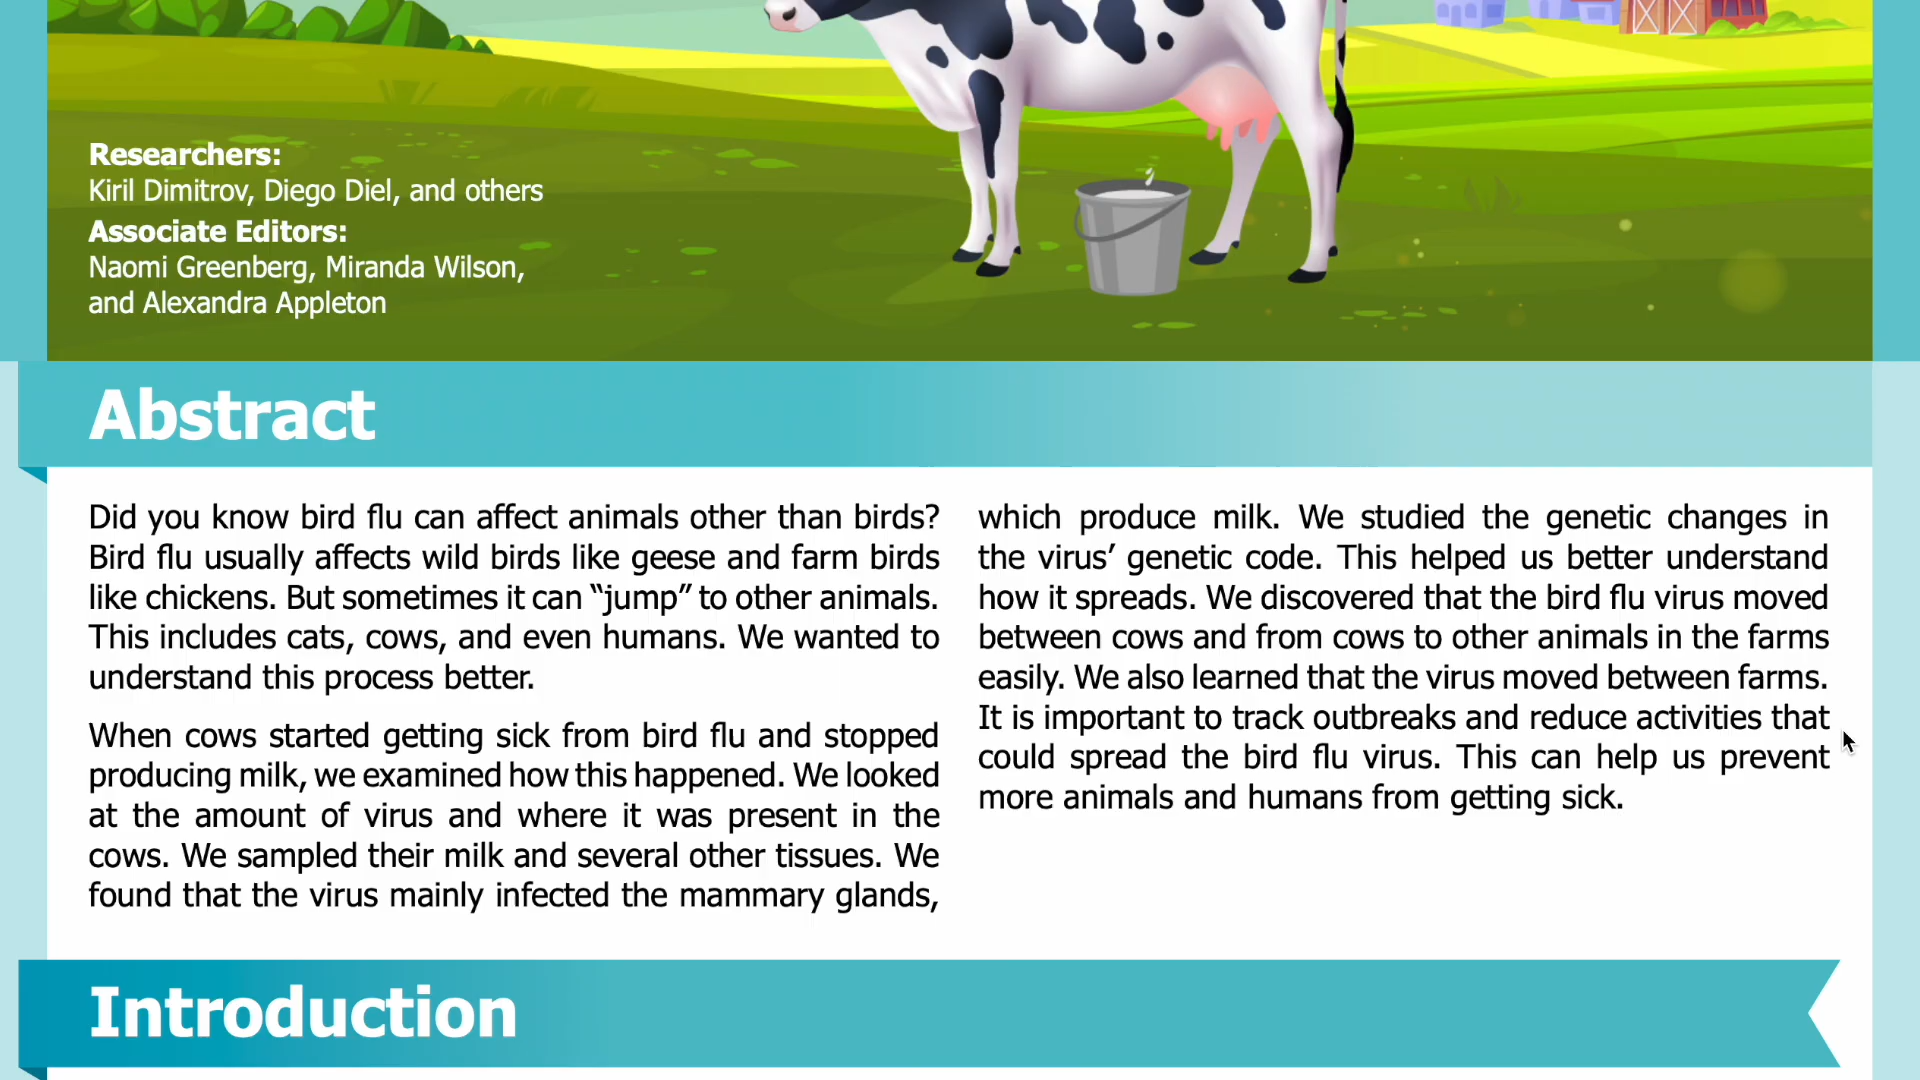 Researchers:
Kiril Dimitrov, Diego Diel, and others
Associate Editors:
Naomi Greenberg, Miranda Wilson,
and Alexandra Appleton
Abstract
Did you know bird flu can affect animals other than birds?
Bird flu usually affects wild birds like geese and farm birds
like chickens. But sometimes it can “jump” to other animals.
This includes cats, cows, and even humans. We wanted to
understand this process better.
When cows started getting sick from bird flu and stopped
producing milk, we examined how this happened. We looked
at the amount of virus and where it was present in the
cows. We sampled their milk and several other tissues. We
found that the virus mainly infected the mammary glands,
which produce milk. We studied the genetic changes in
the virus’ genetic code. This helped us better understand
how it spreads. We discovered that the bird flu virus moved
between cows and from cows to other animals in the farms
easily. We also learned that the virus moved between farms.
It is important to track outbreaks and reduce activities that
could spread the bird flu virus. This can help us prevent
more animals and humans from getting sick.
Introduction